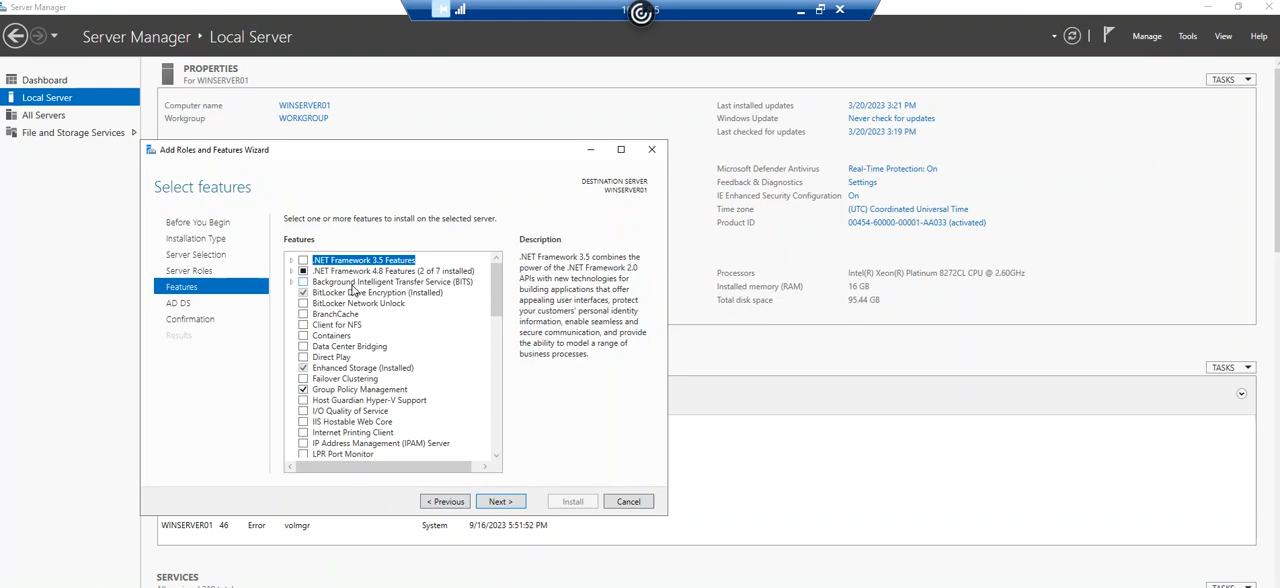 Server Manager
Server Manager • Local Server
Manage Tools View Help
Dashboard
Local Server
All Servers
File and Storage Services
PROPERTIES
For WINSERVER01
TASKS
Computer name WINSERVER01
Workgroup WORKGROUP
Last installed updates 3/20/2023 3:21 PM
Windows Update Never check for updates
Last checked for updates 3/20/2023 3:19 PM
Microsoft Defender Antivirus Real-Time Protection: On
Feedback & Diagnostics Settings
IE Enhanced Security Configuration On
Time zone (UTC) Coordinated Universal Time
Product ID 00454-60000-00001-AA033 (activated)
Processors Intel(R) Xeon(R) Platinum 8272CL CPU @ 2.60GHz
Installed memory (RAM) 16 GB
Total disk space 95.44 GB
TASKS
Add Roles and Features Wizard
Select features
DESTINATION SERVER
WINSERVER01
Before You Begin
Installation Type
Server Selection
Server Roles
Features
AD DS
Confirmation
Results
Select one or more features to install on the selected server.
Features
.NET Framework 3.5 Features
.NET Framework 4.8 Features (2 of 7 installed)
Background Intelligent Transfer Service (BITS)
BitLocker Encryption (Installed)
BitLocker Network Unlock
BranchCache
Client for NFS
Containers
Data Center Bridging
Direct Play
Enhanced Storage (Installed)
Failover Clustering
Group Policy Management
Host Guardian Hyper-V Support
I/O Quality of Service
IIS Hostable Web Core
Internet Printing Client
IP Address Management (IPAM) Server
LPR Port Monitor
Description
.NET Framework 3.5 combines the
power of the .NET Framework 2.0
APIs with new technologies for
building applications that offer
appealing user interfaces, protect
your customers' personal identity
information, enable seamless and
secure communication, and provide
the ability to model a range of
business processes.
< Previous Next > Install Cancel
WINSERVER01 46 Error volmgr System 9/16/2023 5:51:52 PM
SERVICES